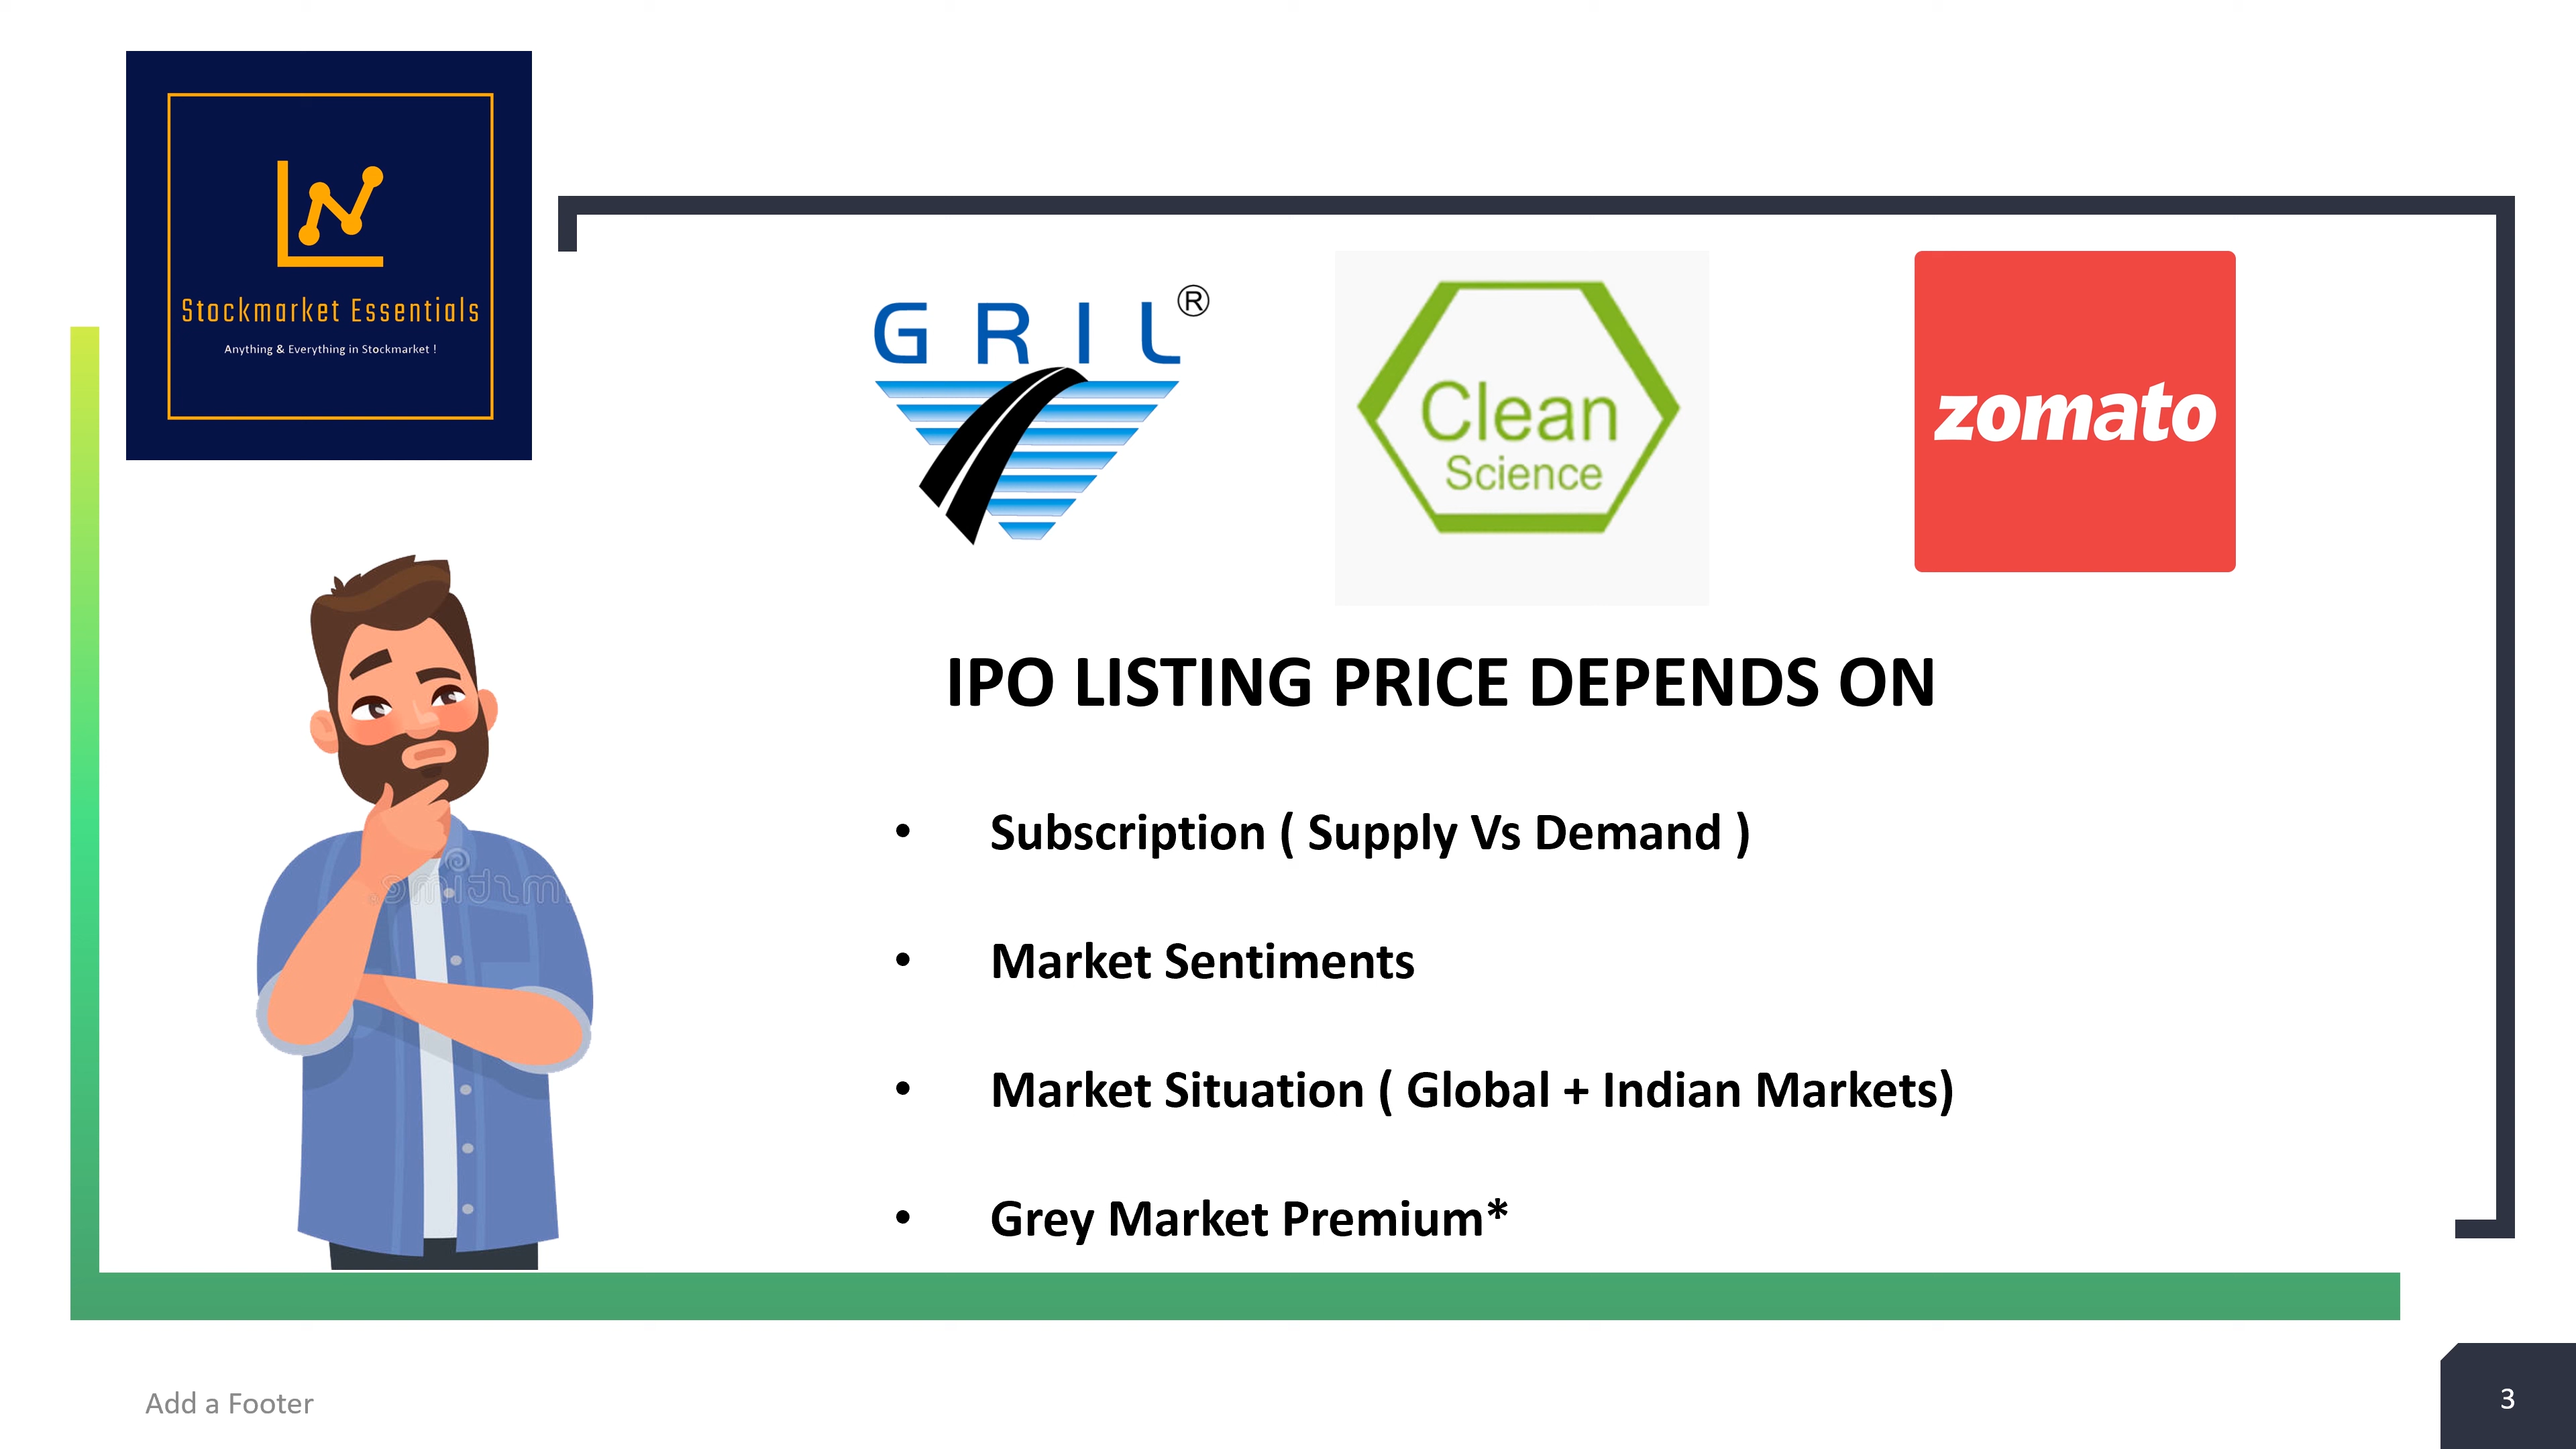 Stockmarket Essentials
Anything & Everything in Stockmarket !
G R I L®
Clean
Science
zomato
IPO LISTING PRICE DEPENDS ON
• Subscription ( Supply Vs Demand )
• Market Sentiments
• Market Situation ( Global + Indian Markets)
• Grey Market Premium*
Add a Footer
3